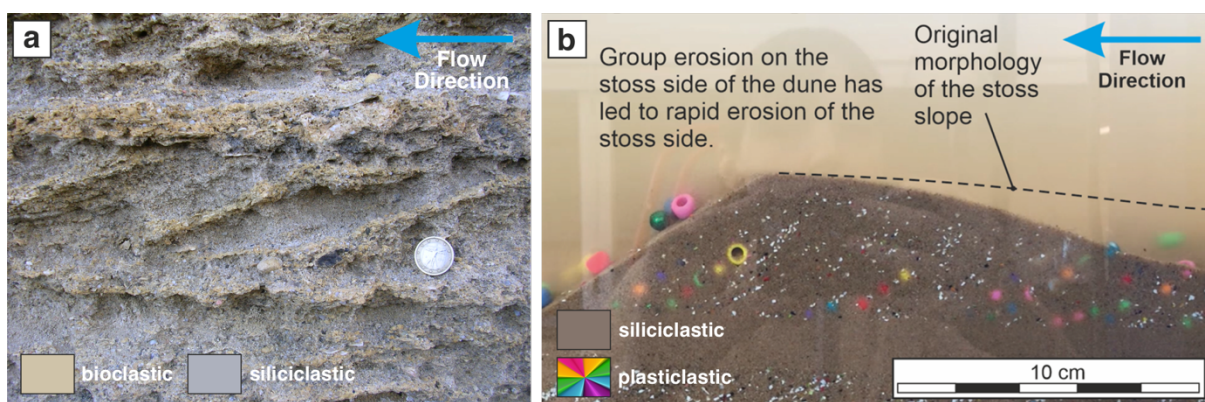 a
Flow
Direction
bioclastic
siliciclastic
b
Group erosion on the
stoss side of the dune has
led to rapid erosion of the
stoss side.
Original
morphology
of the stoss
slope
Flow
Direction
siliciclastic
plasticlastic
10 cm